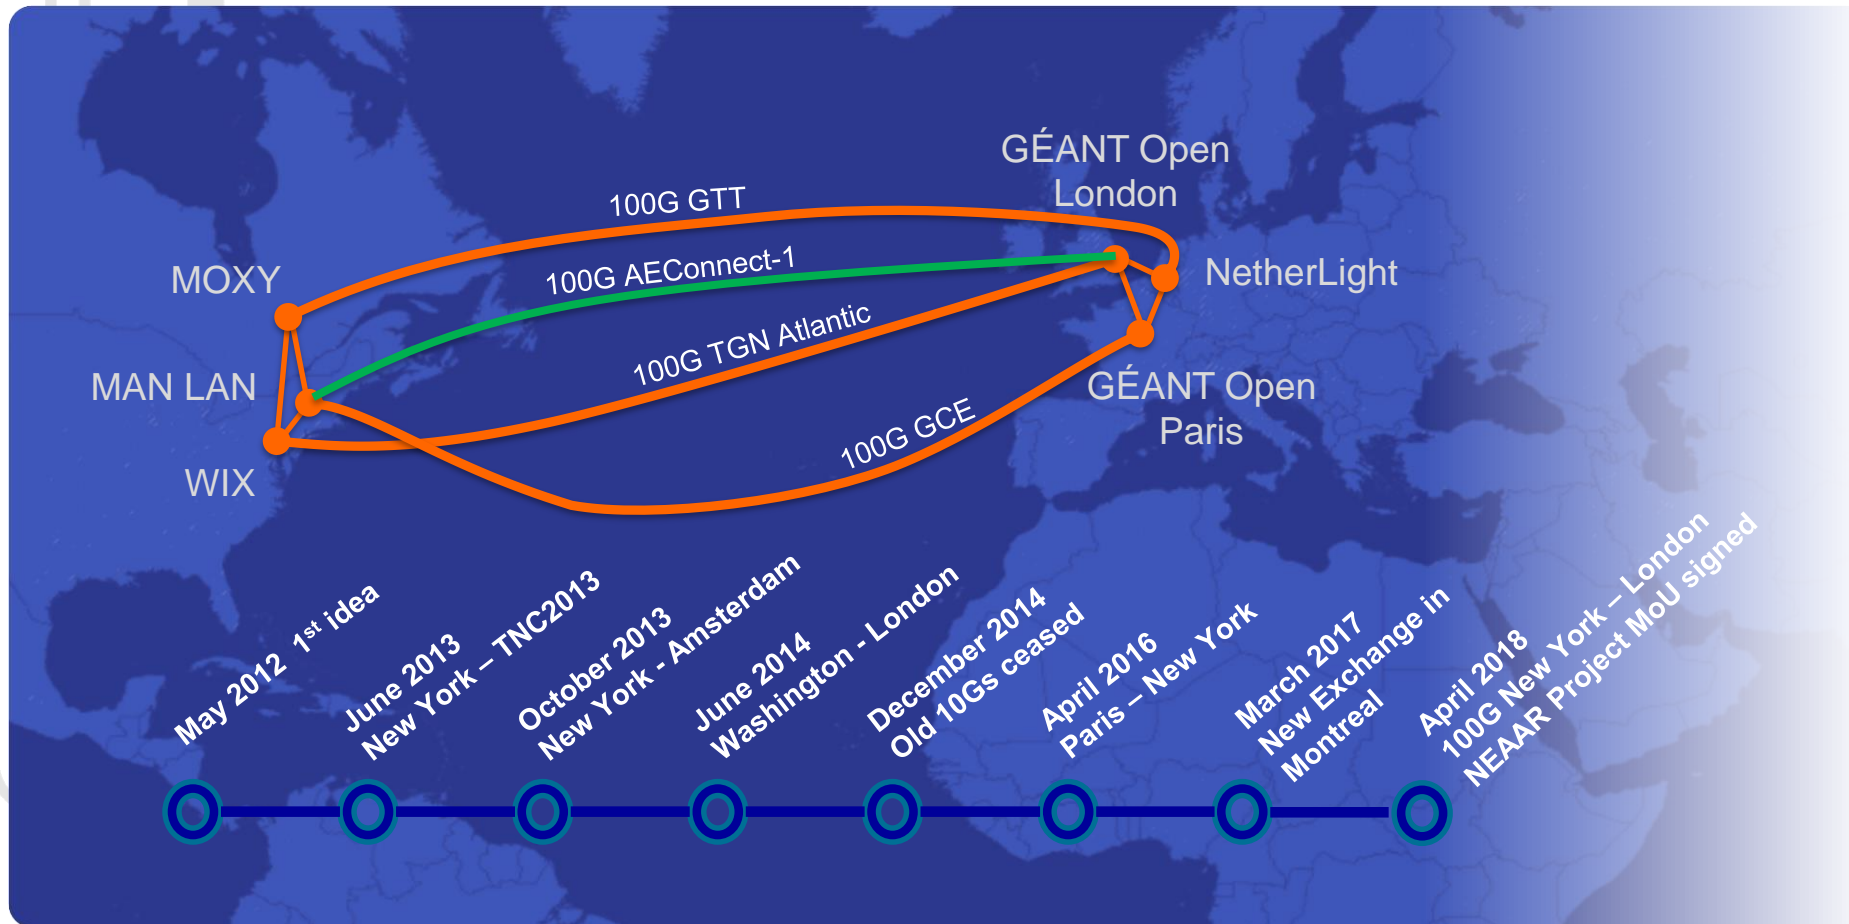 GÉANT Open
London
100G GTT
MOXY
100G AEConnect-1
NetherLight
100G TGN Atlantic
MAN LAN
GÉANT Open
Paris
100G GCE
WIX
May 2012 1st idea
June 2013
New York – TNC2013
October 2013
New York - Amsterdam
June 2014
Washington - London
December 2014
Old 10Gs ceased
April 2016
Paris – New York
March 2017
New Exchange in
Montreal
April 2018
100G New York – London
NEAAR Project MoU signed